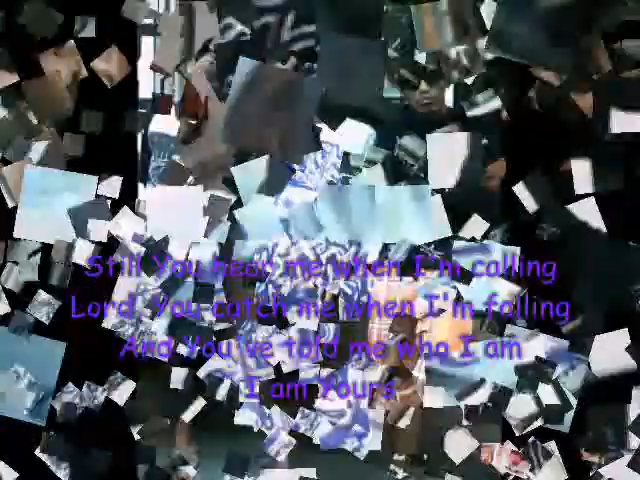 Still You hear me when I'm calling
Lord, You catch me when I'm falling
And You've told me who I am
I am Yours